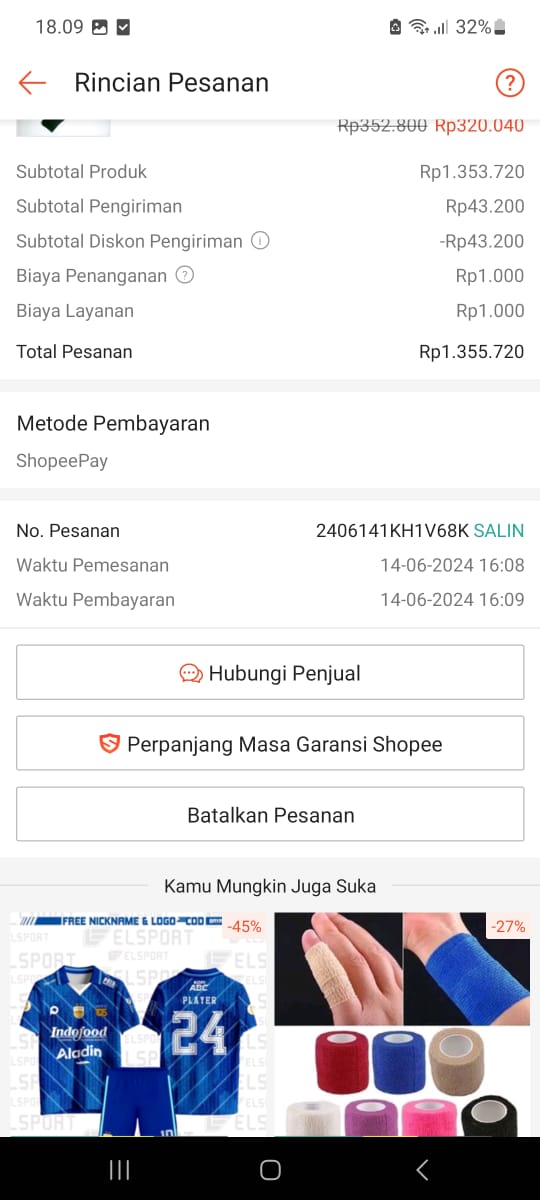 18.09 32%
Rincian Pesanan
Rp352.800 Rp320.040
Subtotal Produk Rp1.353.720
Subtotal Pengiriman Rp43.200
Subtotal Diskon Pengiriman -Rp43.200
Biaya Penanganan Rp1.000
Biaya Layanan Rp1.000
Total Pesanan Rp1.355.720
Metode Pembayaran
ShopeePay
No. Pesanan 2406141KH1V68K SALIN
Waktu Pemesanan 14-06-2024 16:08
Waktu Pembayaran 14-06-2024 16:09
Hubungi Penjual
Perpanjang Masa Garansi Shopee
Batalkan Pesanan
Kamu Mungkin Juga Suka
FREE NICKNAME & LOGO COD
-45%
-27%
ELSPORT
ELSPORT
Indofood
Aladin
ABC
PLAYER
24